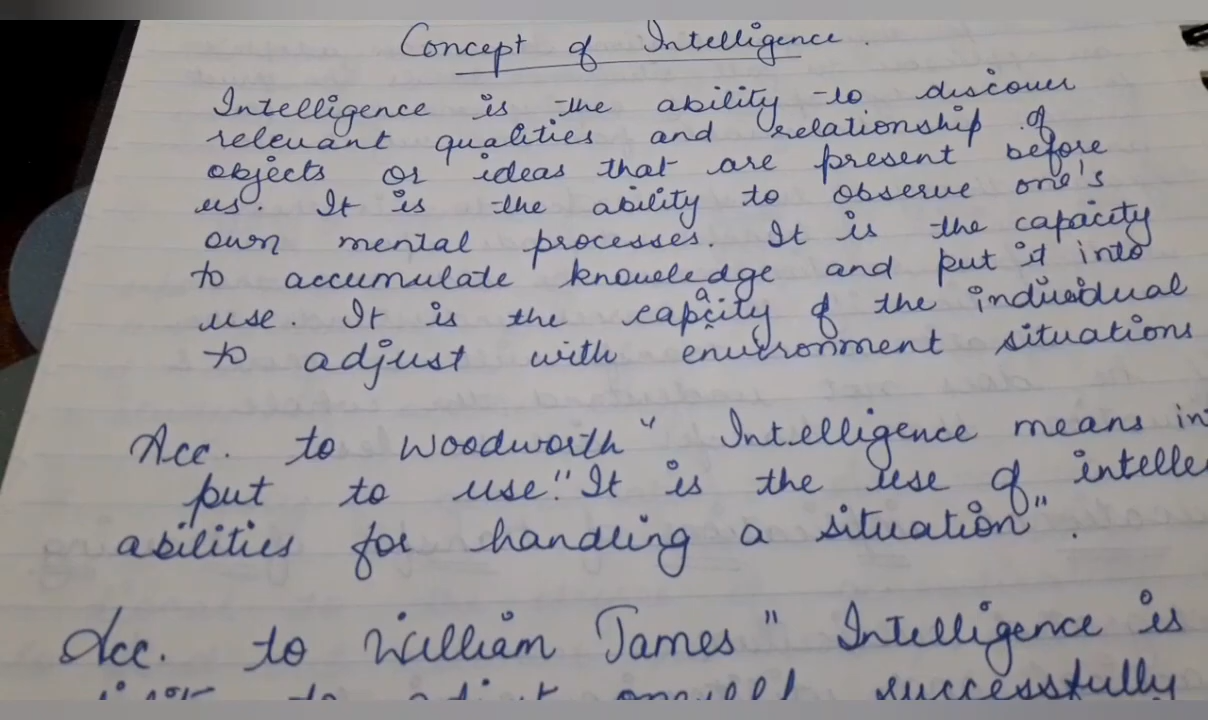 Concept of Intelligence.
Intelligence is the ability to discover
relevant qualities and relationship of
objects or ideas that are present before
us. It is the ability to observe one's
own mental processes. It is the capacity
to accumulate knowledge and put it into
use. It is the capacity of the individual
to adjust with environment situations
Acc. to Woodworth " Intelligence means in
put to use." It is the use of intelle
abilities for handling a situation".
Acc. to William James " Intelligence is
to adjust successfully